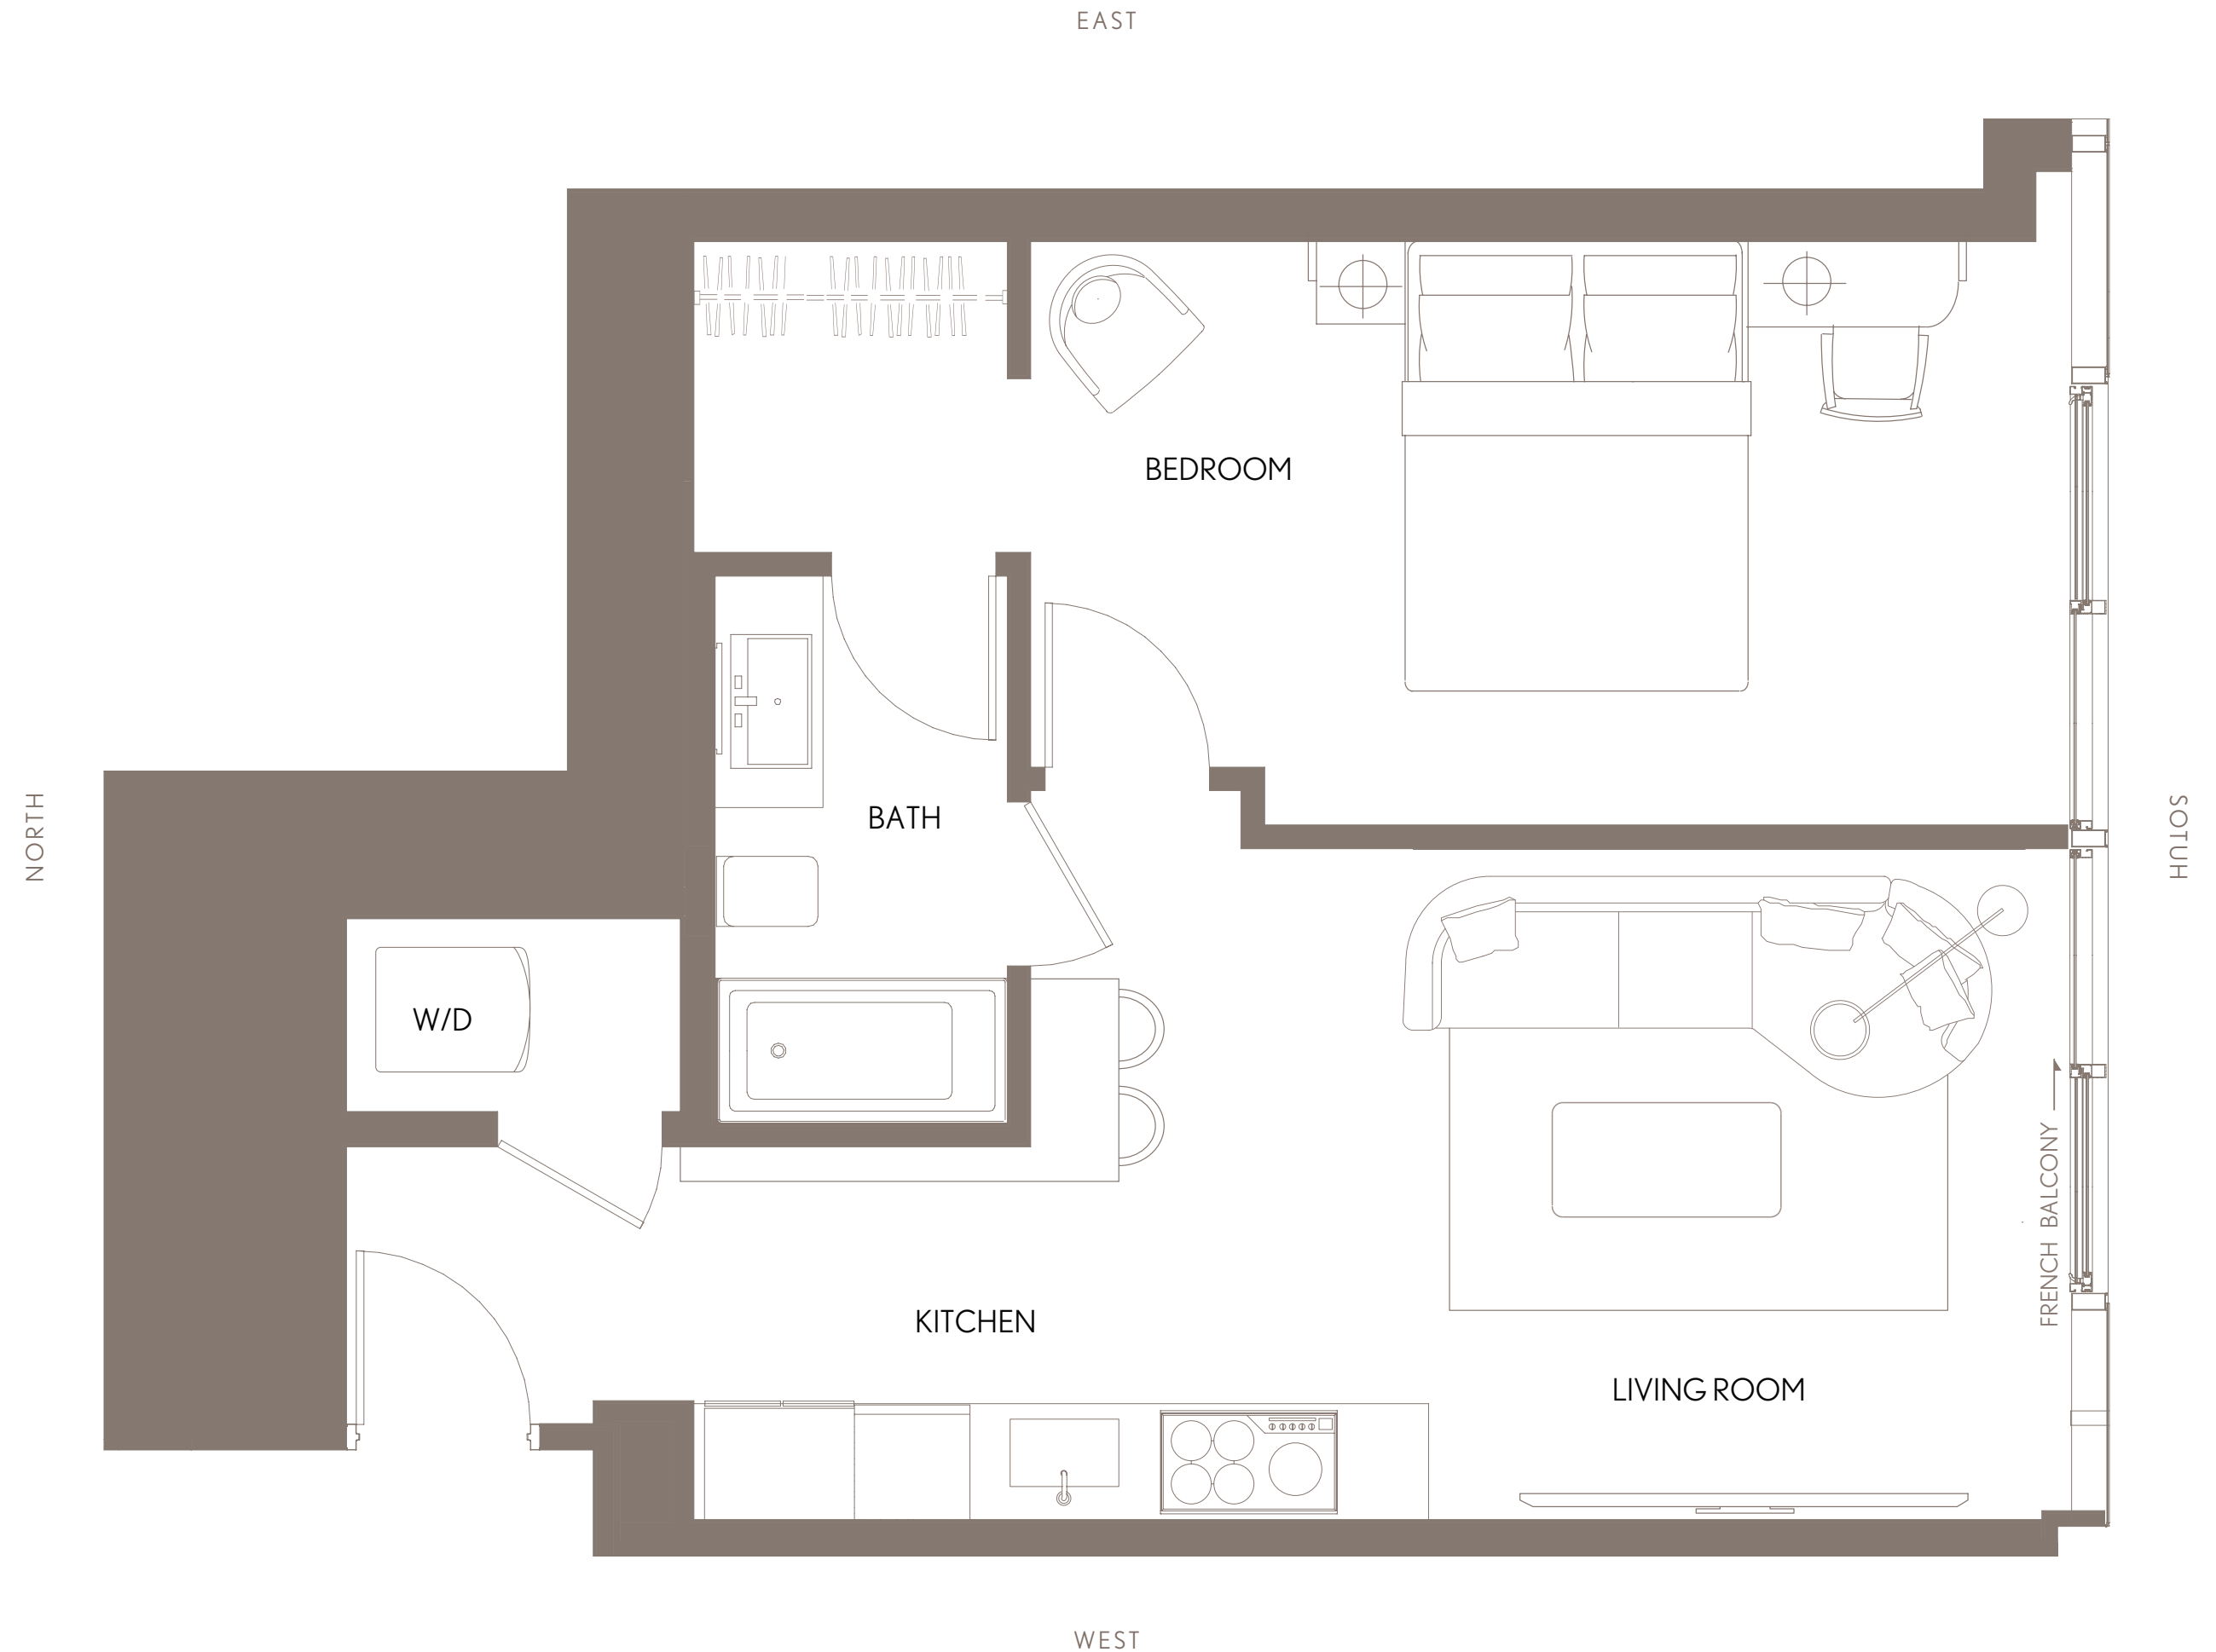 EAST
BEDROOM
NORTH
SOTUH
BATH
W/D
FRENCH BALCONY
KITCHEN
LIVING ROOM
WEST